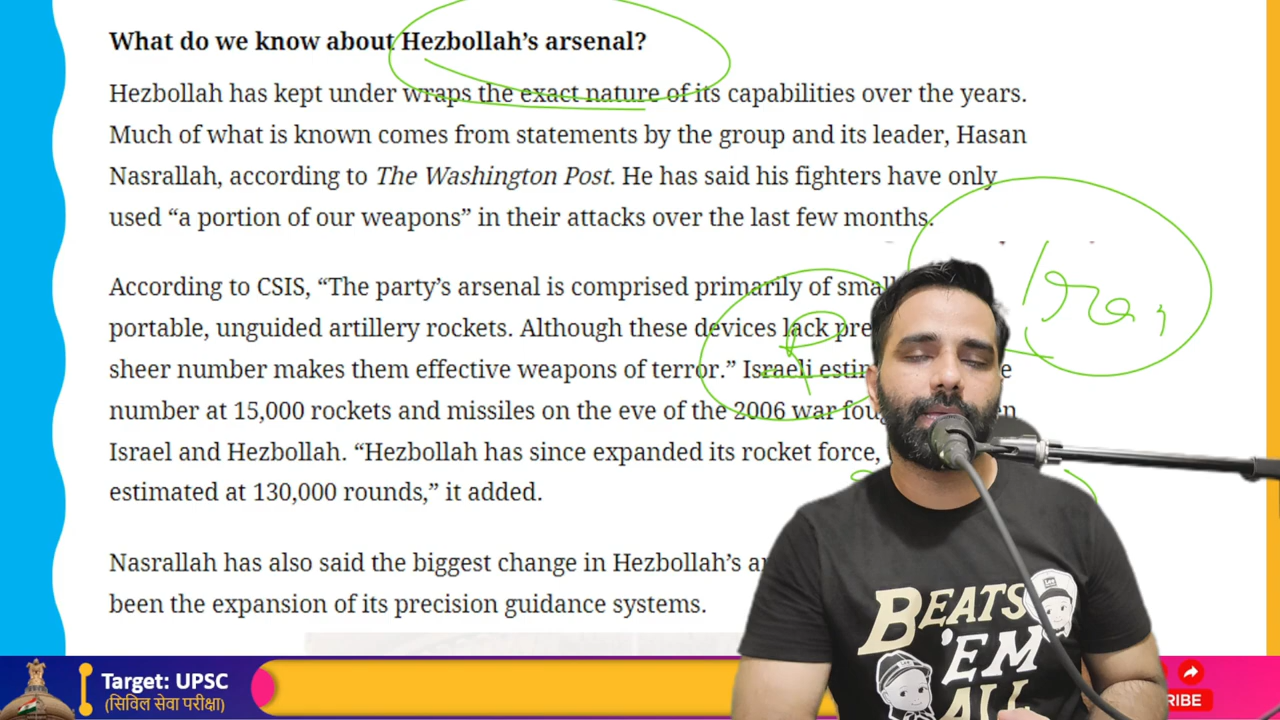 What do we know about Hezbollah’s arsenal?
Hezbollah has kept under wraps the exact nature of its capabilities over the years.
Much of what is known comes from statements by the group and its leader, Hasan
Nasrallah, according to The Washington Post. He has said his fighters have only
used “a portion of our weapons” in their attacks over the last few months.
According to CSIS, “The party’s arsenal is comprised primarily of small
portable, unguided artillery rockets. Although these devices lack
sheer number makes them effective weapons of terror.” Israeli
number at 15,000 rockets and missiles on the eve of the 2006 war
Israel and Hezbollah. “Hezbollah has since expanded its rocket force,
estimated at 130,000 rounds,” it added.
Nasrallah has also said the biggest change in Hezbollah’s
been the expansion of its precision guidance systems.
BEATS
'EM
ALL
Target: UPSC
(सिविल सेवा परीक्षा)